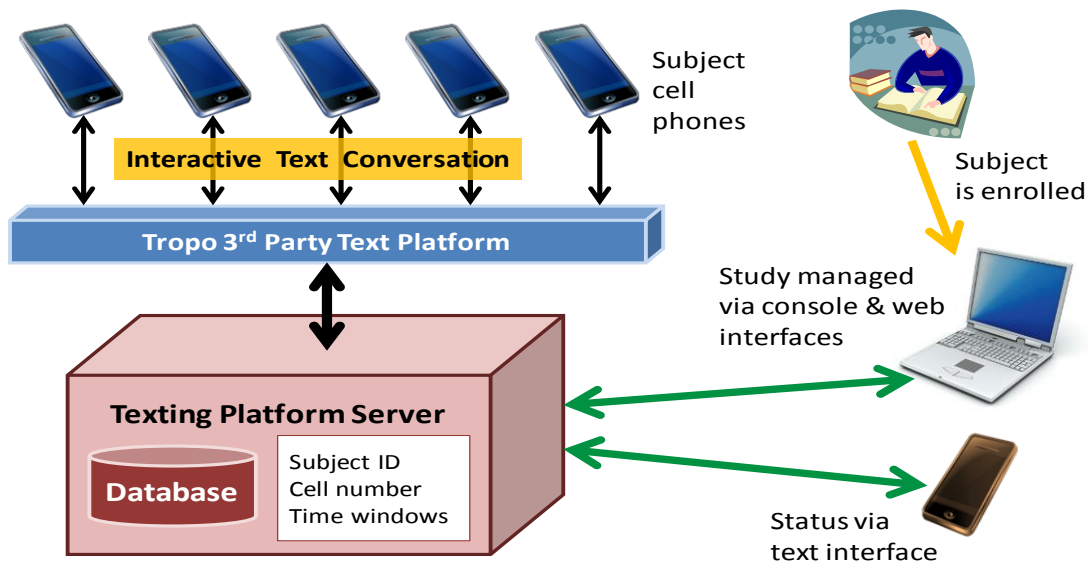 Subject
cell
phones
Interactive Text Conversation
Subject
is enrolled
Tropo 3rd Party Text Platform
Study managed
via console & web
interfaces
Texting Platform Server
Database
Subject ID
Cell number
Time windows
Status via
text interface